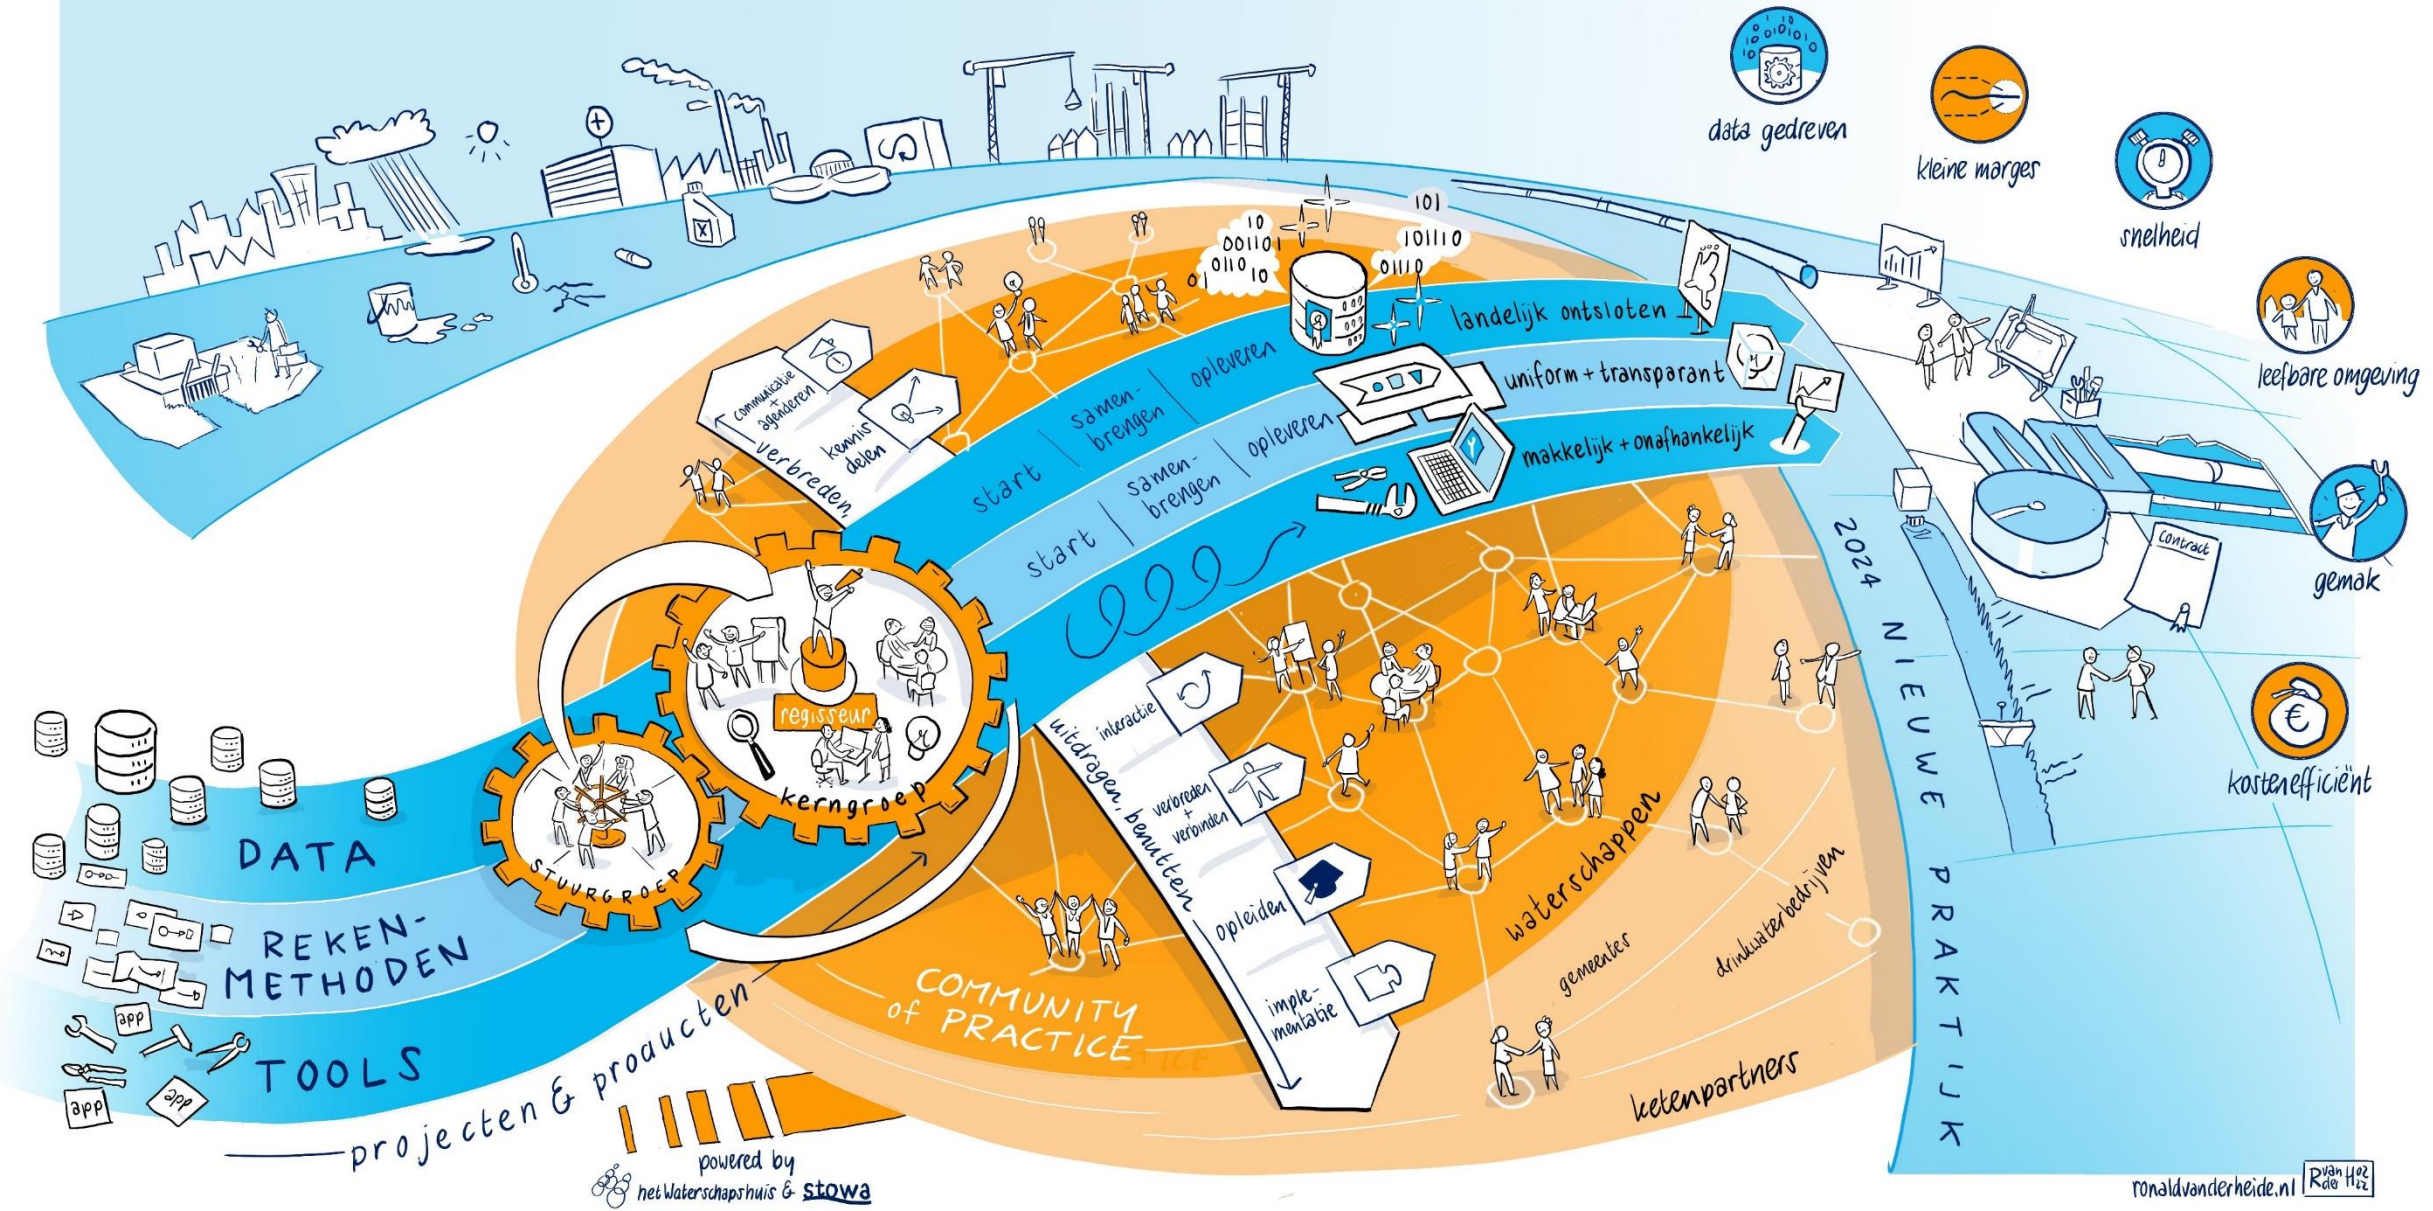 data gedreven
kleine marges
snelheid
leefbare omgeving
gemak
kostenefficiënt
101
10
001101
0110
10
01
101110
01110
communicatie
+
agenderen
kennis
delen
verbreden,
start
samen-
brengen
opleveren
landelijk ontsloten
start
samen-
brengen
opleveren
uniform + transparant
makkelijk + onafhankelijk
contract
regisseur
kerngroep
STUURGROEP
DATA
REKEN-
METHODEN
TOOLS
app
app
app
projecten & producten
COMMUNITY
of PRACTICE
uitdragen, benutten
interactie
verbreden
+
verbinden
opleiden
imple-
mentatie
waterschappen
gemeenten
drinkwaterbedrijven
ketenpartners
2024 NIEUWE PRAKTIJK
powered by
het Waterschapshuis & stowa
ronaldvanderheide.nl